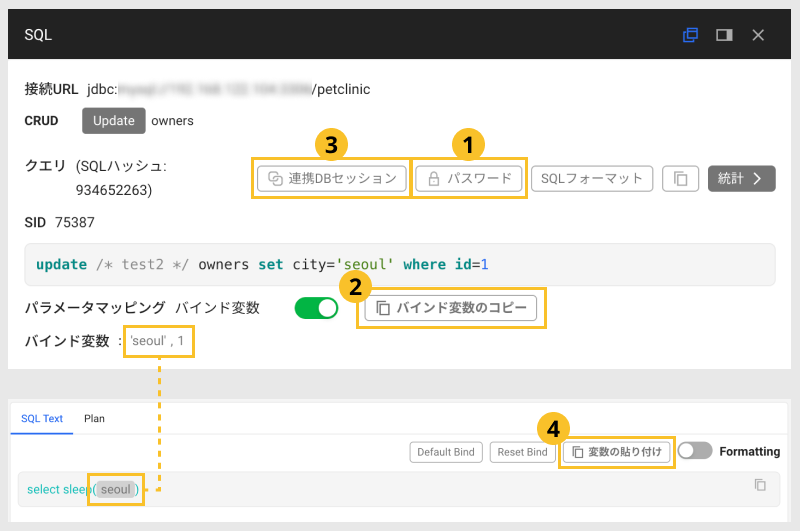 SQL
接続URL jdbc: /petclinic
CRUD Update owners
3 1
クエリ (SQLハッシュ: 934652263) 連携DBセッション パスワード SQLフォーマット 統計
SID 75387
update /* test2 */ owners set city='seoul' where id=1
2
パラメータマッピング バインド変数 バインド変数のコピー
バインド変数 : 'seoul' , 1
SQL Text Plan
4
Default Bind Reset Bind 変数の貼り付け Formatting
select sleep(seoul)